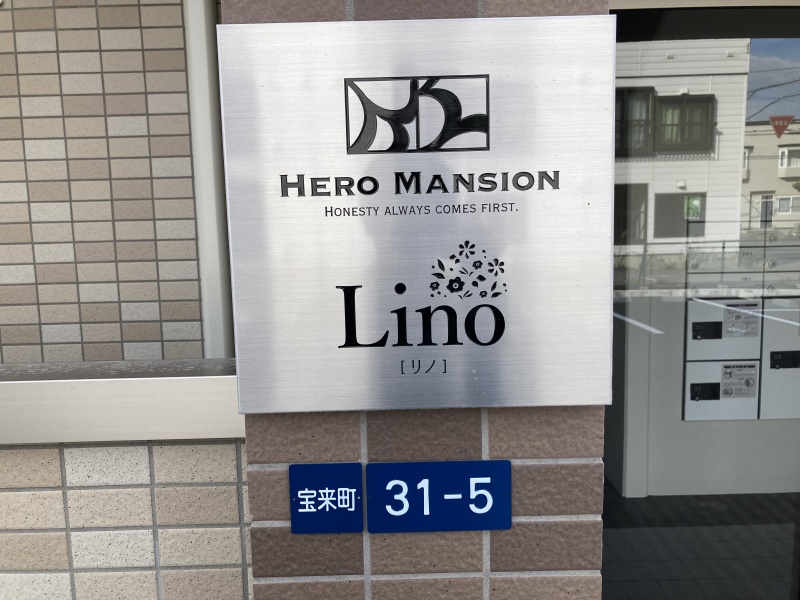 HERO MANSION
HONESTY ALWAYS COMES FIRST.
Lino
[リノ]
宝来町 31-5